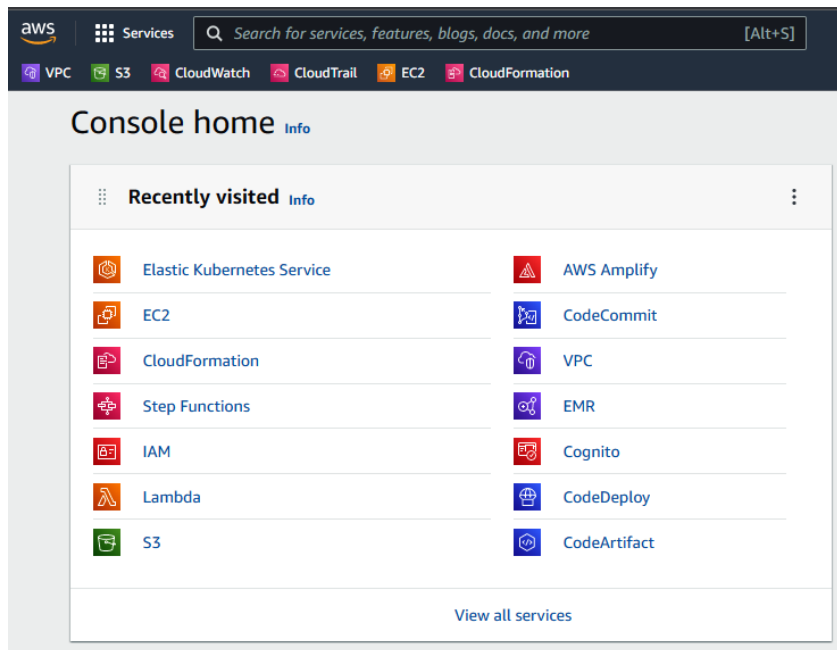 aws Services Search for services, features, blogs, docs, and more [Alt+S]
VPC S3 CloudWatch CloudTrail EC2 CloudFormation
Console home Info
Recently visited Info
Elastic Kubernetes Service
EC2
CloudFormation
Step Functions
IAM
Lambda
S3
AWS Amplify
CodeCommit
VPC
EMR
Cognito
CodeDeploy
CodeArtifact
View all services